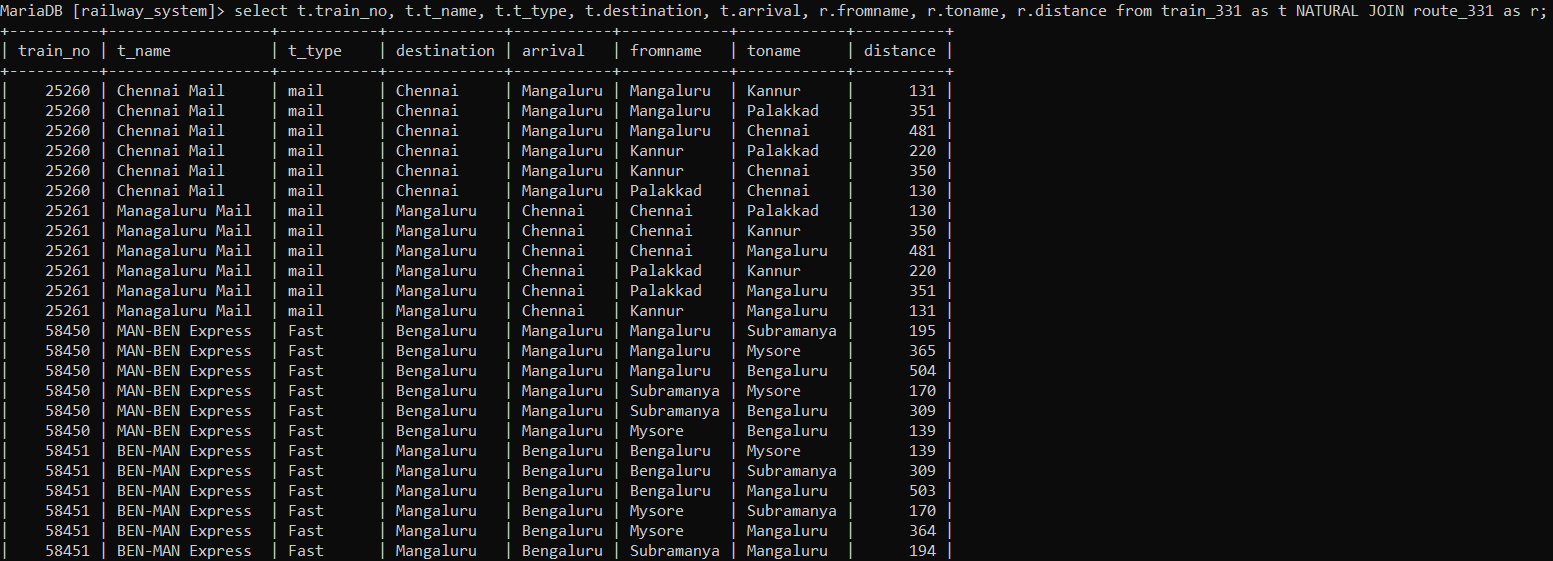 MariaDB [railway_system]> select t.train_no, t.t_name, t.t_type, t.destination, t.arrival, r.fromname, r.toname, r.distance from train_331 as t NATURAL JOIN route_331 as r;
+----------+------------------+-----------+-------------+-----------+------------+------------+----------+
| train_no | t_name           | t_type    | destination | arrival   | fromname   | toname     | distance |
+----------+------------------+-----------+-------------+-----------+------------+------------+----------+
|    25260 | Chennai Mail     | mail      | Chennai     | Mangaluru | Mangaluru  | Kannur     |      131 |
|    25260 | Chennai Mail     | mail      | Chennai     | Mangaluru | Mangaluru  | Palakkad   |      351 |
|    25260 | Chennai Mail     | mail      | Chennai     | Mangaluru | Mangaluru  | Chennai    |      481 |
|    25260 | Chennai Mail     | mail      | Chennai     | Mangaluru | Kannur     | Palakkad   |      220 |
|    25260 | Chennai Mail     | mail      | Chennai     | Mangaluru | Kannur     | Chennai    |      350 |
|    25260 | Chennai Mail     | mail      | Chennai     | Mangaluru | Palakkad   | Chennai    |      130 |
|    25261 | Managaluru Mail  | mail      | Mangaluru   | Chennai   | Chennai    | Palakkad   |      130 |
|    25261 | Managaluru Mail  | mail      | Mangaluru   | Chennai   | Chennai    | Kannur     |      350 |
|    25261 | Managaluru Mail  | mail      | Mangaluru   | Chennai   | Chennai    | Mangaluru  |      481 |
|    25261 | Managaluru Mail  | mail      | Mangaluru   | Chennai   | Palakkad   | Kannur     |      220 |
|    25261 | Managaluru Mail  | mail      | Mangaluru   | Chennai   | Palakkad   | Mangaluru  |      351 |
|    25261 | Managaluru Mail  | mail      | Mangaluru   | Chennai   | Kannur     | Mangaluru  |      131 |
|    58450 | MAN-BEN Express  | Fast      | Bengaluru   | Mangaluru | Mangaluru  | Subramanya |      195 |
|    58450 | MAN-BEN Express  | Fast      | Bengaluru   | Mangaluru | Mangaluru  | Mysore     |      365 |
|    58450 | MAN-BEN Express  | Fast      | Bengaluru   | Mangaluru | Mangaluru  | Bengaluru  |      504 |
|    58450 | MAN-BEN Express  | Fast      | Bengaluru   | Mangaluru | Subramanya | Mysore     |      170 |
|    58450 | MAN-BEN Express  | Fast      | Bengaluru   | Mangaluru | Subramanya | Bengaluru  |      309 |
|    58450 | MAN-BEN Express  | Fast      | Bengaluru   | Mangaluru | Mysore     | Bengaluru  |      139 |
|    58451 | BEN-MAN Express  | Fast      | Mangaluru   | Bengaluru | Bengaluru  | Mysore     |      139 |
|    58451 | BEN-MAN Express  | Fast      | Mangaluru   | Bengaluru | Bengaluru  | Subramanya |      309 |
|    58451 | BEN-MAN Express  | Fast      | Mangaluru   | Bengaluru | Bengaluru  | Mangaluru  |      503 |
|    58451 | BEN-MAN Express  | Fast      | Mangaluru   | Bengaluru | Mysore     | Subramanya |      170 |
|    58451 | BEN-MAN Express  | Fast      | Mangaluru   | Bengaluru | Mysore     | Mangaluru  |      364 |
|    58451 | BEN-MAN Express  | Fast      | Mangaluru   | Bengaluru | Subramanya | Mangaluru  |      194 |